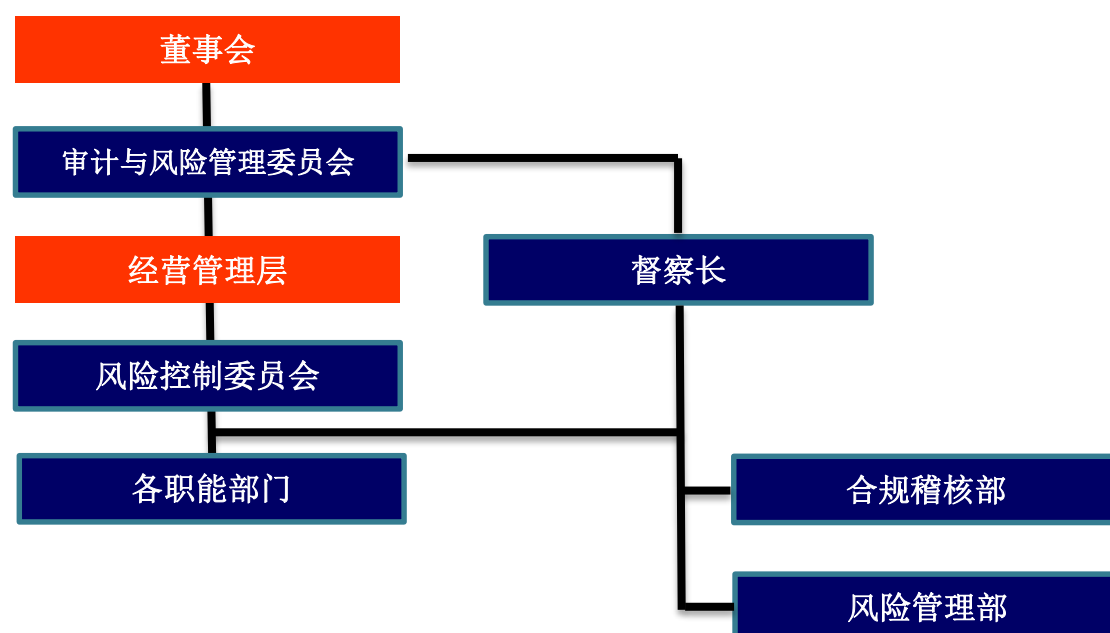 董事会
审计与风险管理委员会
经营管理层
督察长
风险控制委员会
各职能部门
合规稽核部
风险管理部